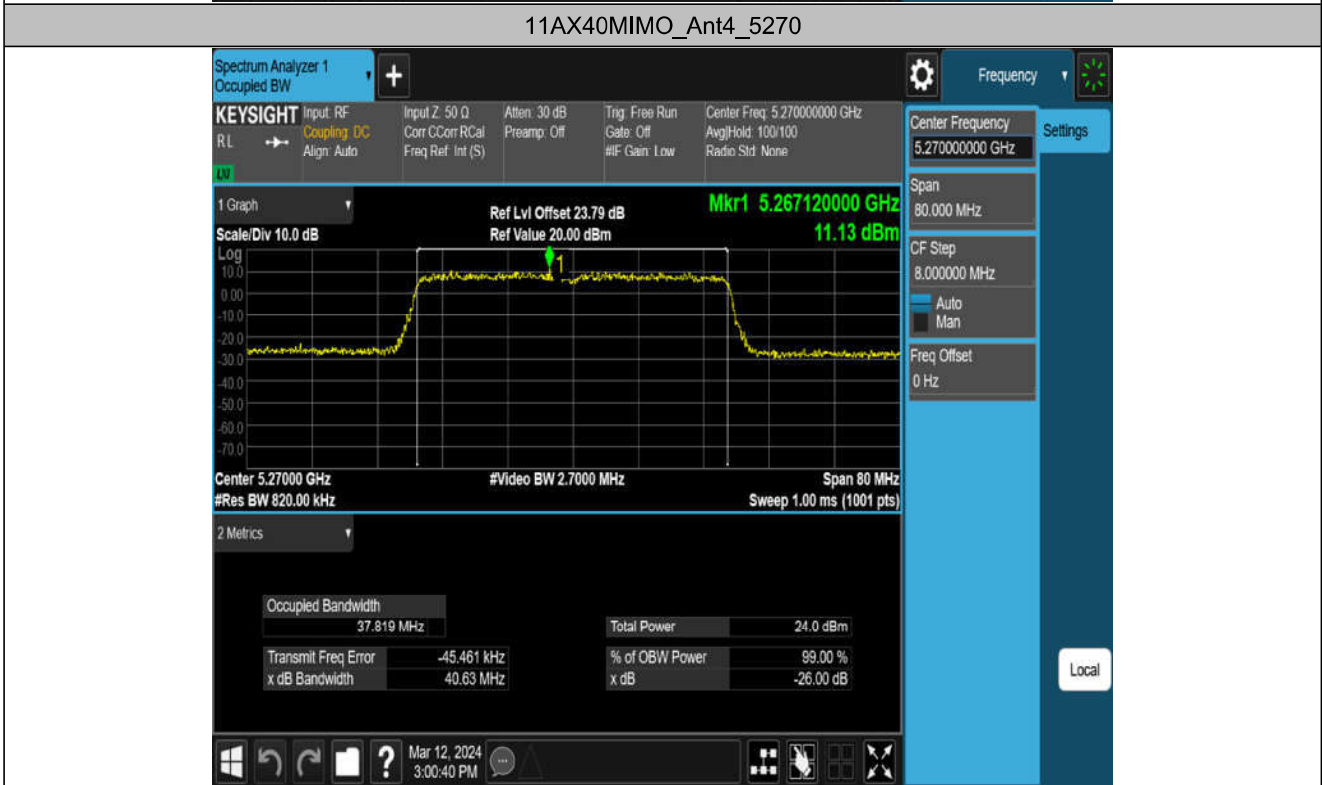 11AX40MIMO_Ant4_5270
Spectrum Analyzer 1
Occupied BW
Frequency
KEYSIGHT Input: RF Input Z: 50 Ω Atten: 30 dB Trig: Free Run Center Freq: 5.270000000 GHz
RL Coupling: DC Corr CCorr RCal Preamp: Off Gate: Off Avg|Hold: 100/100
Align: Auto Freq Ref: Int (S) #IF Gain: Low Radio Std: None
Center Frequency
5.270000000 GHz
Settings
Span
80.000 MHz
CF Step
8.000000 MHz
Auto
Man
Freq Offset
0 Hz
1 Graph
Scale/Div 10.0 dB
Ref Lvl Offset 23.79 dB
Ref Value 20.00 dBm
Mkr1 5.267120000 GHz
11.13 dBm
Log
10.0
0.00
-10.0
-20.0
-30.0
-40.0
-50.0
-60.0
-70.0
1
Center 5.27000 GHz #Video BW 2.7000 MHz Span 80 MHz
#Res BW 820.00 kHz Sweep 1.00 ms (1001 pts)
2 Metrics
Occupied Bandwidth
37.819 MHz
Total Power 24.0 dBm
Transmit Freq Error -45.461 kHz % of OBW Power 99.00 %
x dB Bandwidth 40.63 MHz x dB -26.00 dB
Local
?
Mar 12, 2024
3:00:40 PM